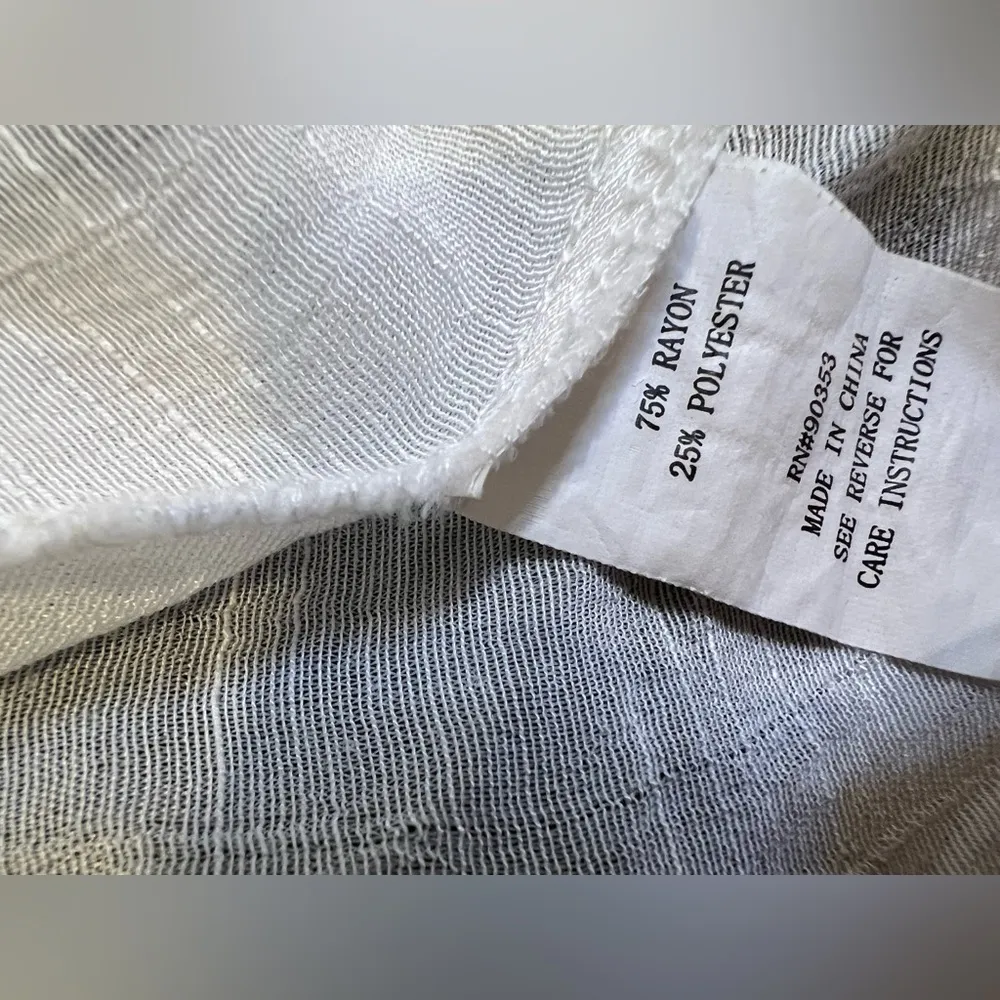 75% RAYON
25% POLYESTER
RN#90353
MADE IN CHINA
SEE REVERSE FOR
CARE INSTRUCTIONS